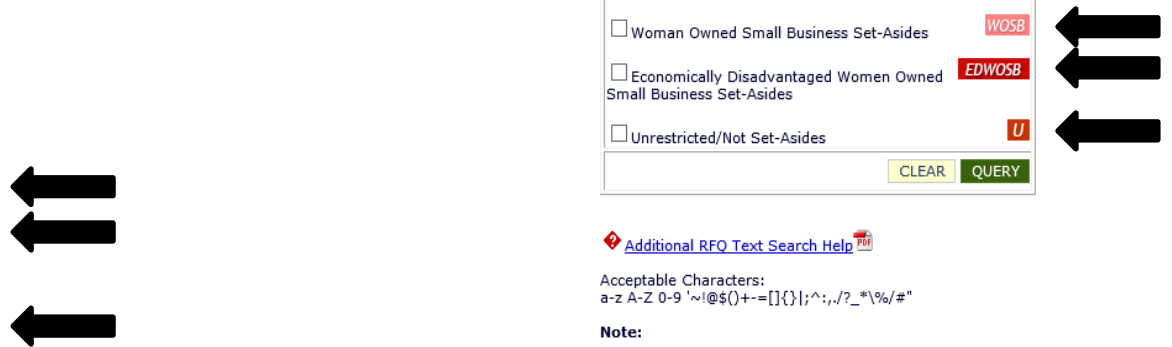 Woman Owned Small Business Set-Asides WOSB
Economically Disadvantaged Women Owned EDWOSB
Small Business Set-Asides
Unrestricted/Not Set-Asides U
CLEAR QUERY
? Additional RFQ Text Search Help PDF
Acceptable Characters:
a-z A-Z 0-9 '~!@$()+-=[]{}|;^:,./?_*\%/#"
Note: